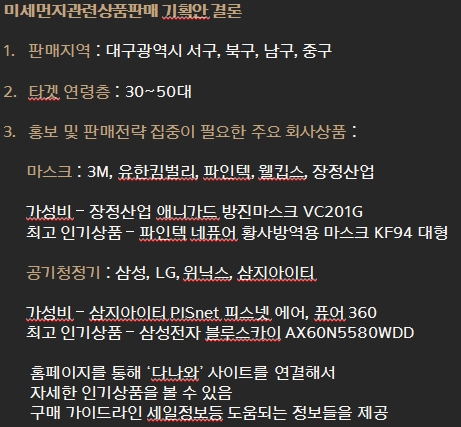 미세먼지관련상품판매 기획안 결론
1. 판매지역 : 대구광역시 서구, 북구, 남구, 중구
2. 타겟 연령층 : 30~50대
3. 홍보 및 판매전략 집중이 필요한 주요 회사상품 :
마스크 : 3M, 유한킴벌리, 파인텍, 웰킵스, 장정산업
가성비 – 장정산업 애니가드 방진마스크 VC201G
최고 인기상품 – 파인텍 네퓨어 황사방역용 마스크 KF94 대형
공기청정기 : 삼성, LG, 위닉스, 삼지아이티
가성비 – 삼지아이티 PISnet 피스넷 에어, 퓨어 360
최고 인기상품 – 삼성전자 블루스카이 AX60N5580WDD
홈페이지를 통해 ‘다나와’ 사이트를 연결해서
자세한 인기상품을 볼 수 있음
구매 가이드라인 세일정보등 도움되는 정보들을 제공